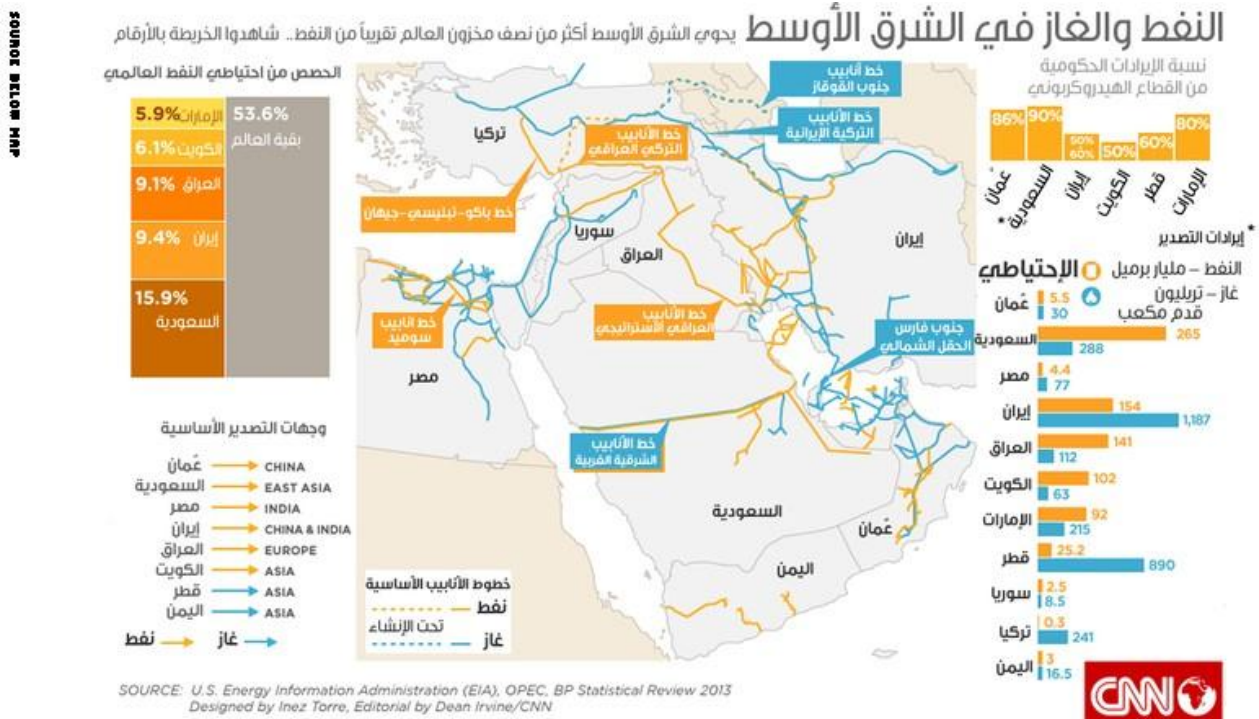 النفط والغاز في الشرق الأوسط
يحوي الشرق الأوسط أكثر من نصف مخزون العالم تقريباً من النفط.. شاهدوا الخريطة بالأرقام
SOURCE BELOW MAP
الحصص من احتياطي النفط العالمي
5.9% الإمارات
53.6%
بقية العالم
6.1% الكويت
9.1% العراق
9.4% إيران
15.9%
السعودية
نسبة الإيرادات الحكومية
من القطاع الهيدروكربوني
86%
90%
50%
60%
50%
60%
80%
عُمان
السعودية *
إيران
الكويت
قطر
الإمارات
* إيرادات التصدير
الإحتياطي
النفط – مليار برميل
غاز – تريليون
قدم مكعب
عُمان
5.5
30
السعودية
265
288
مصر
4.4
77
إيران
154
1,187
العراق
141
112
الكويت
102
63
الإمارات
92
215
قطر
25.2
890
سوريا
2.5
8.5
تركيا
0.3
241
اليمن
3
16.5
خط أنابيب
جنوب القوقاز
خط الأنابيب
التركية الإيرانية
خط الأنابيب
التركي العراقي
خط باكو-تبليسي-جيهان
خط الأنابيب
العراقي الاستراتيجي
خط انابيب
سوميد
جنوب فارس
الحقل الشمالي
خط الأنابيب
الشرقية الغربية
تركيا
سوريا
العراق
إيران
مصر
السعودية
عُمان
اليمن
خطوط الأنابيب الأساسية
نفط
تحت الإنشاء
غاز
وجهات التصدير الأساسية
عُمان CHINA
السعودية EAST ASIA
مصر INDIA
إيران CHINA & INDIA
العراق EUROPE
الكويت ASIA
قطر ASIA
اليمن ASIA
نفط
غاز
SOURCE: U.S. Energy Information Administration (EIA), OPEC, BP Statistical Review 2013
Designed by Inez Torre, Editorial by Dean Irvine/CNN
CNN